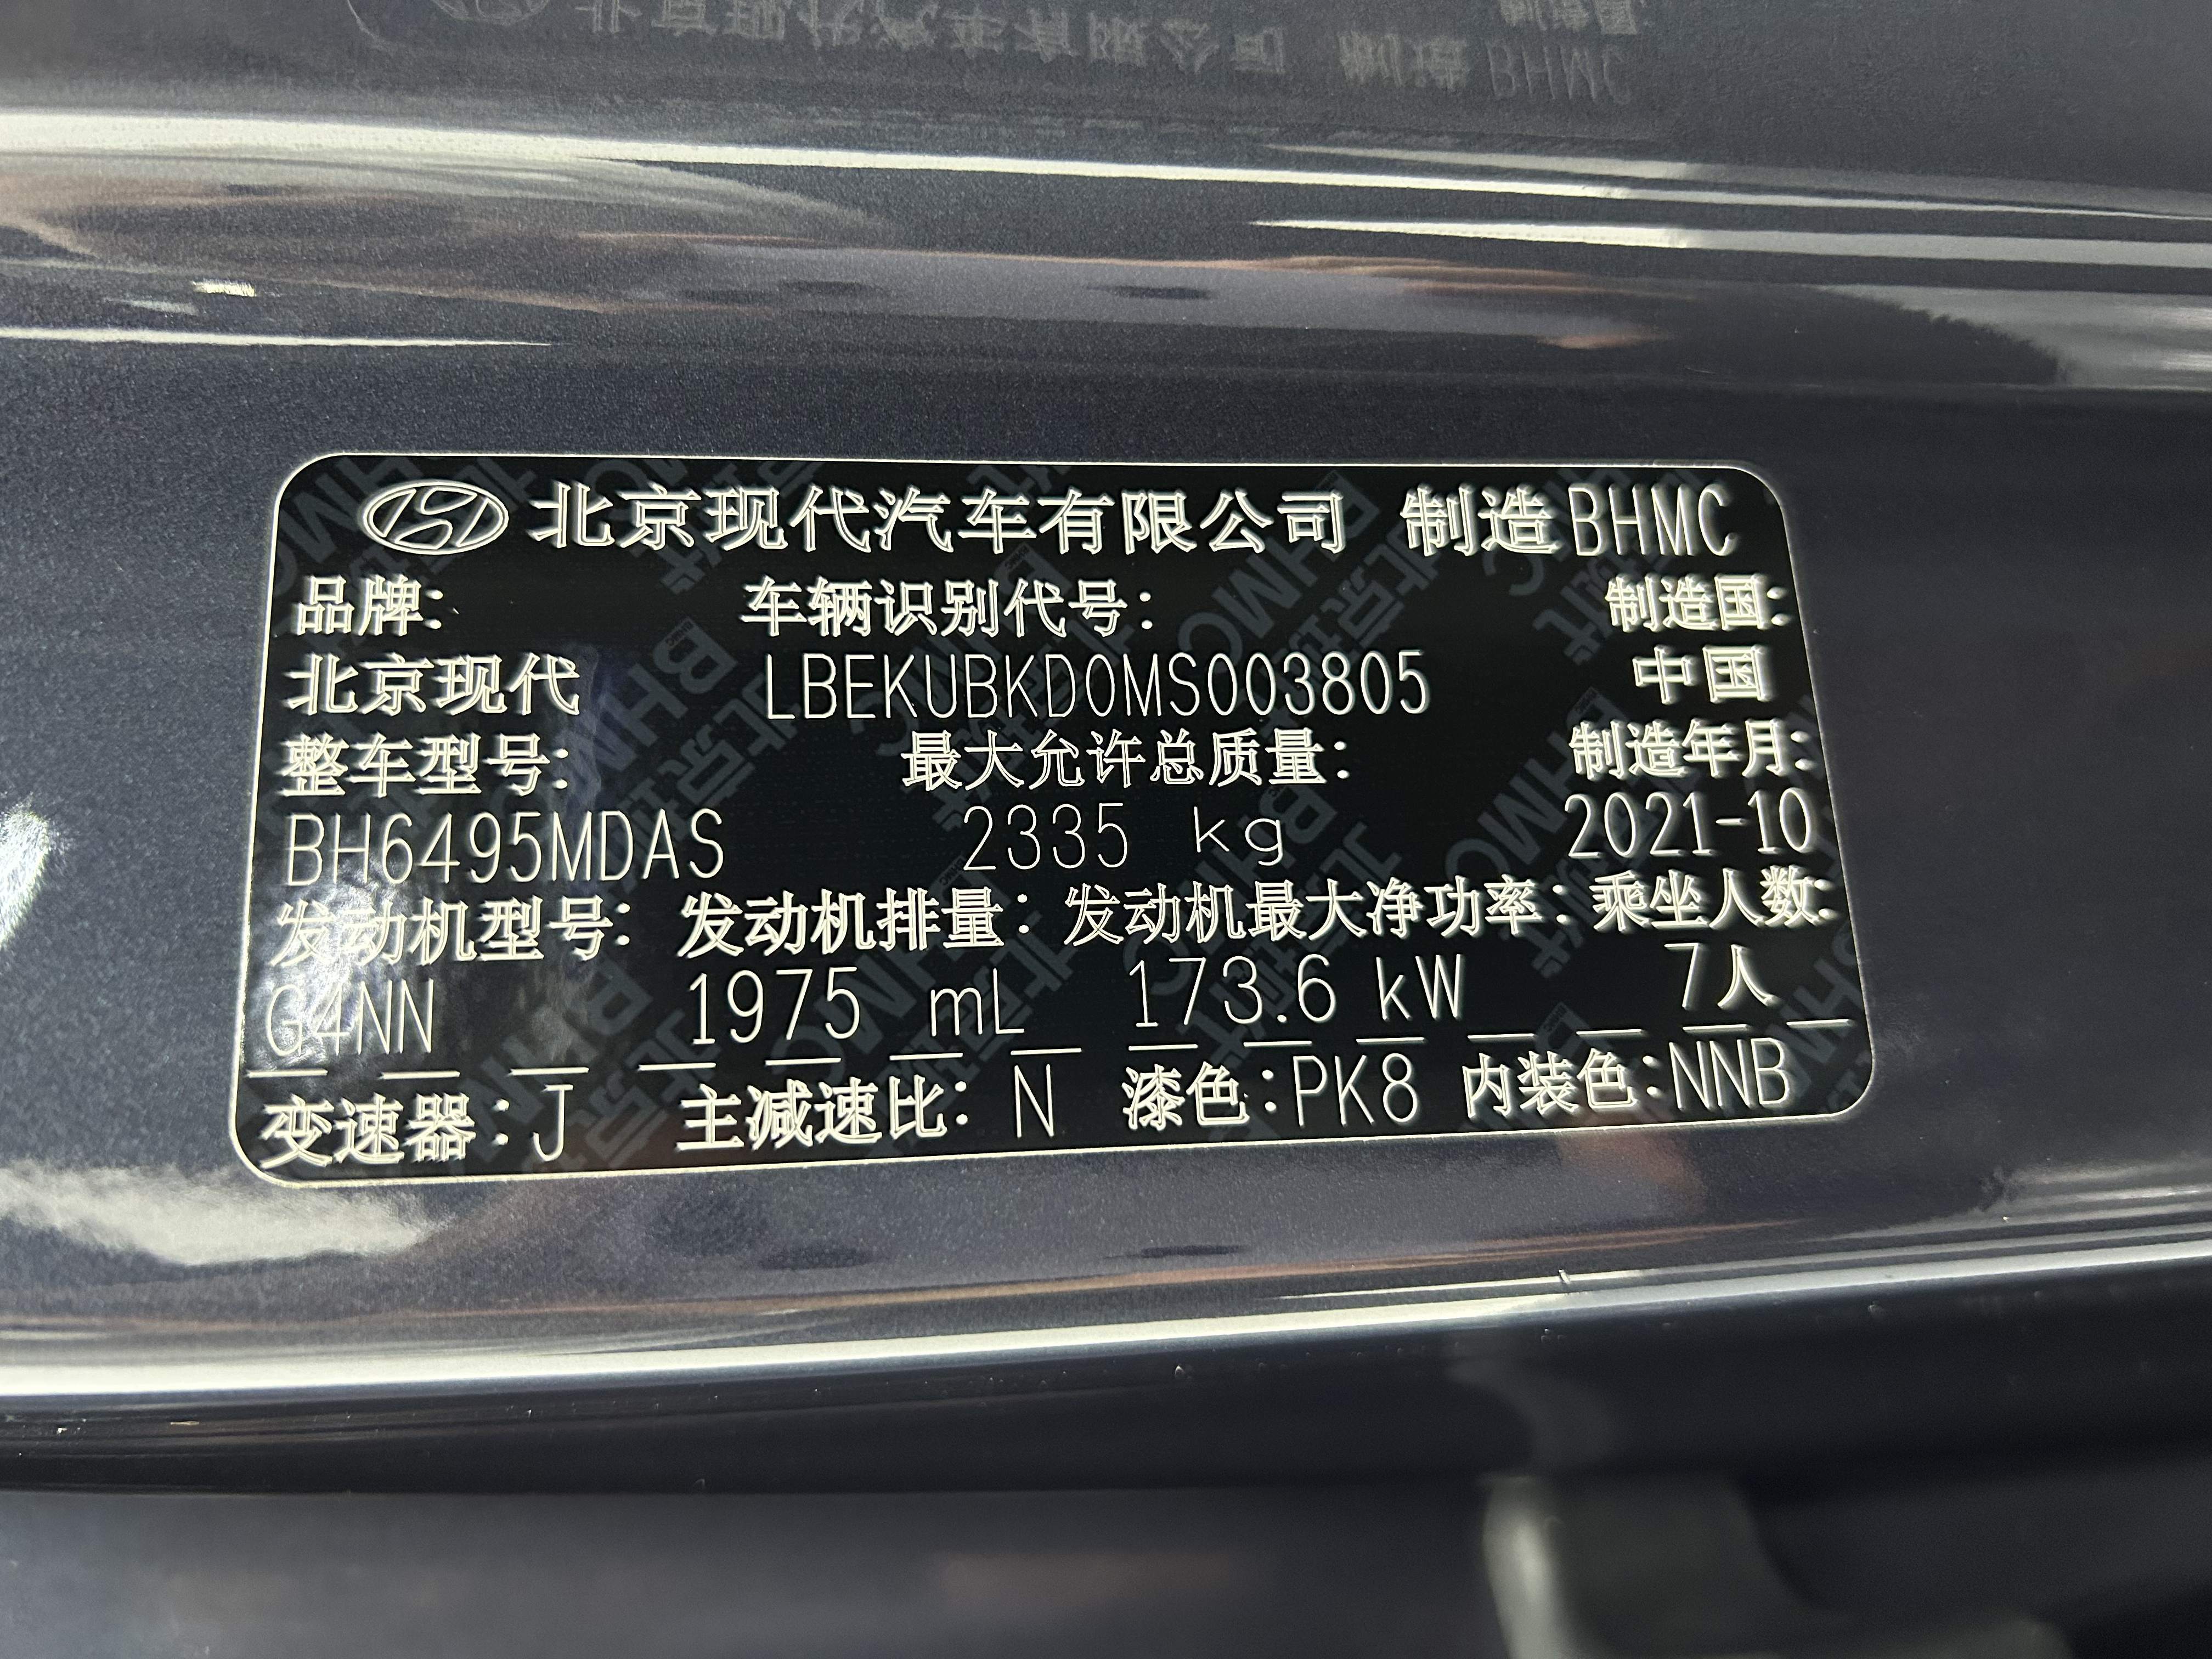 北京现代汽车有限公司 制造 BHMC
品牌: 车辆识别代号: 制造国:
北京现代 LBEKUBKD0MS003805 中国
整车型号: 最大允许总质量: 制造年月:
BH6495MDAS 2335 kg 2021-10
发动机型号: 发动机排量: 发动机最大净功率: 乘坐人数:
G4NN 1975 mL 173.6 kW 7人
变速器:J 主减速比: N 漆色:PK8 内装色:NNB